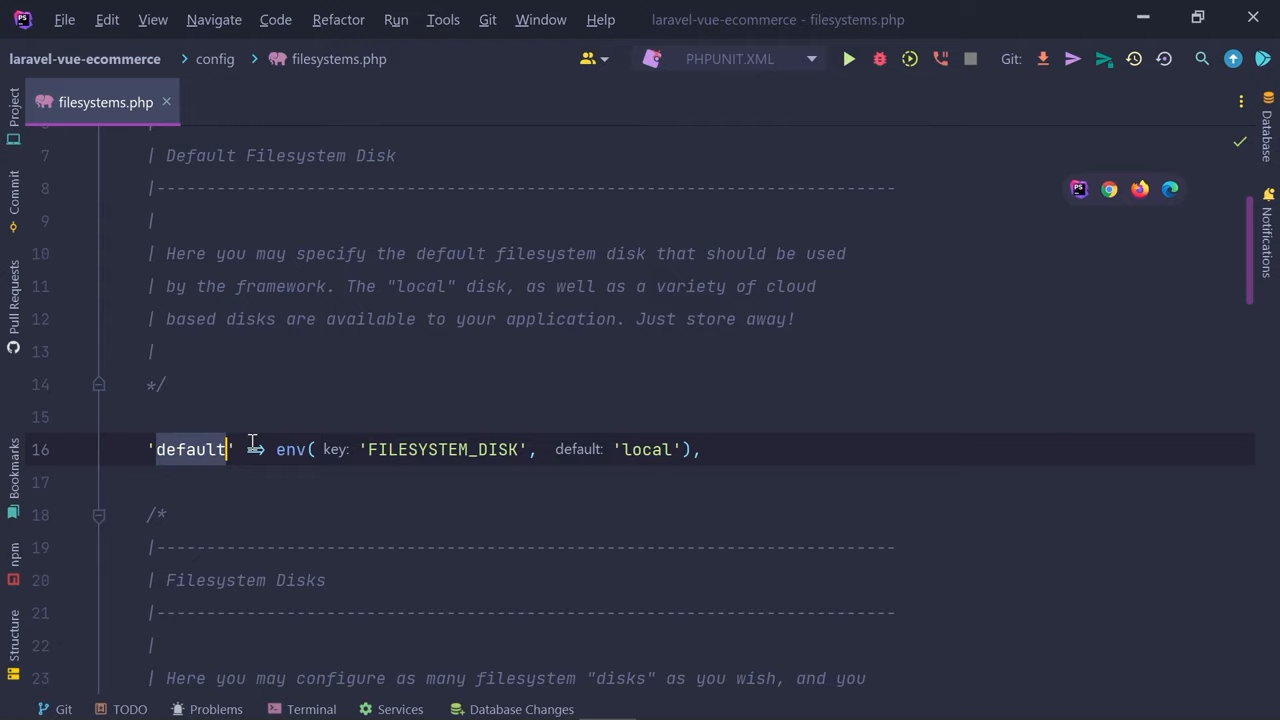 File Edit View Navigate Code Refactor Run Tools Git Window Help laravel-vue-ecommerce - filesystems.php
laravel-vue-ecommerce config filesystems.php PHPUNIT.XML Git:
filesystems.php
Project
Commit
Pull Requests
Bookmarks
npm
Structure
Database
Notifications
7 | Default Filesystem Disk
8 |--------------------------------------------------------------------------
9 |
10 | Here you may specify the default filesystem disk that should be used
11 | by the framework. The "local" disk, as well as a variety of cloud
12 | based disks are available to your application. Just store away!
13 |
14 */
15
16 'default' => env( key: 'FILESYSTEM_DISK', default: 'local'),
17
18 /*
19 |--------------------------------------------------------------------------
20 | Filesystem Disks
21 |--------------------------------------------------------------------------
22 |
23 | Here you may configure as many filesystem "disks" as you wish, and you
Git TODO Problems Terminal Services Database Changes